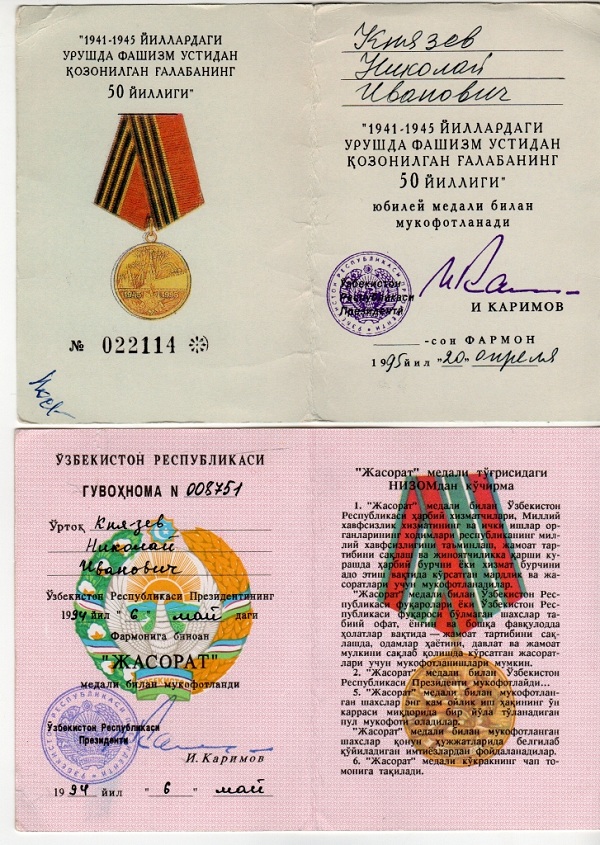 "1941-1945 ЙИЛЛАРДАГИ
УРУШДА ФАШИЗМ УСТИДАН
ҚОЗОНИЛГАН ҒАЛАБАНИНГ
50 ЙИЛЛИГИ"
№ 022114
Князев
Николай
Иванович
"1941-1945 ЙИЛЛАРДАГИ
УРУШДА ФАШИЗМ УСТИДАН
ҚОЗОНИЛГАН ҒАЛАБАНИНГ
50 ЙИЛЛИГИ"
юбилей медали билан
мукофотланади
Ўзбекистон
Республикаси
Президенти
И КАРИМОВ
-сон ФАРМОН
1995 йил "20" апреля
ЎЗБЕКИСТОН РЕСПУБЛИКАСИ
ГУВОҲНОМА N 008751
Ўртоқ Князев
Николай
Иванович
Ўзбекистон Республикаси Президентининг
1994 йил "6" май даги
Фармонига биноан
"ЖАСОРАТ"
медали билан мукофотланди
Ўзбекистон Республикаси
Президенти
И.Каримов
1994 йил "6" май
"Жасорат" медали тўғрисидаги
НИЗОМдан кўчирма
1. "Жасорат" медали билан Ўзбекистон
Республикаси ҳарбий хизматчилари, Миллий
хавфсизлик хизматининг ва ички ишлар ор-
ганларининг ходимлари республиканинг мил-
лий хавфсизлигини таъминлаш, жамоат тар-
тибини сақлаш ва жиноятчиликка қарши ку-
рашда ҳарбий бурчни ёки хизмат бурчини
адо этиш вақтида кўрсатган мардлик ва жа-
соратлари учун мукофотланадилар.
"Жасорат" медали билан Ўзбекистон Рес-
публикаси фуқаролари ёки Ўзбекистон Рес-
публикаси фуқароси бўлмаган шахслар та-
биий офат, ёнғин ва бошқа фавқулодда
ҳолатлар вақтида — жамоат тартибини сақ-
лашда, одамлар ҳаётини, давлат ва жамоат
мулкини сақлаб қолишда кўрсатган жасорат-
лари учун мукофотланишлари мумкин.
2. "Жасорат" медали билан Ўзбекистон
Республикаси Президенти мукофотлайди...
5. "Жасорат" медали билан мукофотлан-
ган шахслар энг кам ойлик иш ҳақининг ўн
карраси миқдорида бир йўла тўланадиган
пул мукофоти оладилар.
"Жасорат" медали билан мукофотланган
шахслар қонун ҳужжатларида белгилаб
қўйиладиган имтиёзлардан фойдаланадилар.
6. "Жасорат" медали кўкракнинг чап то-
монига тақилади.